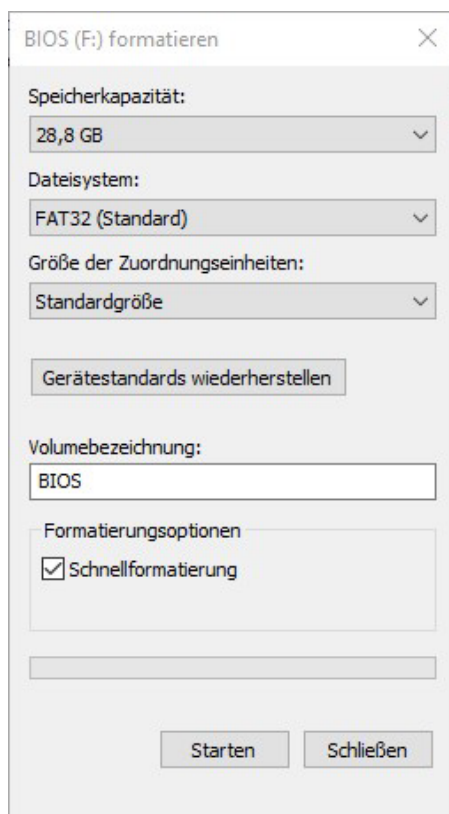 BIOS (F:) formatieren
Speicherkapazität:
28,8 GB
Dateisystem:
FAT32 (Standard)
Größe der Zuordnungseinheiten:
Standardgröße
Gerätestandards wiederherstellen
Volumebezeichnung:
BIOS
Formatierungsoptionen
Schnellformatierung
Starten Schließen